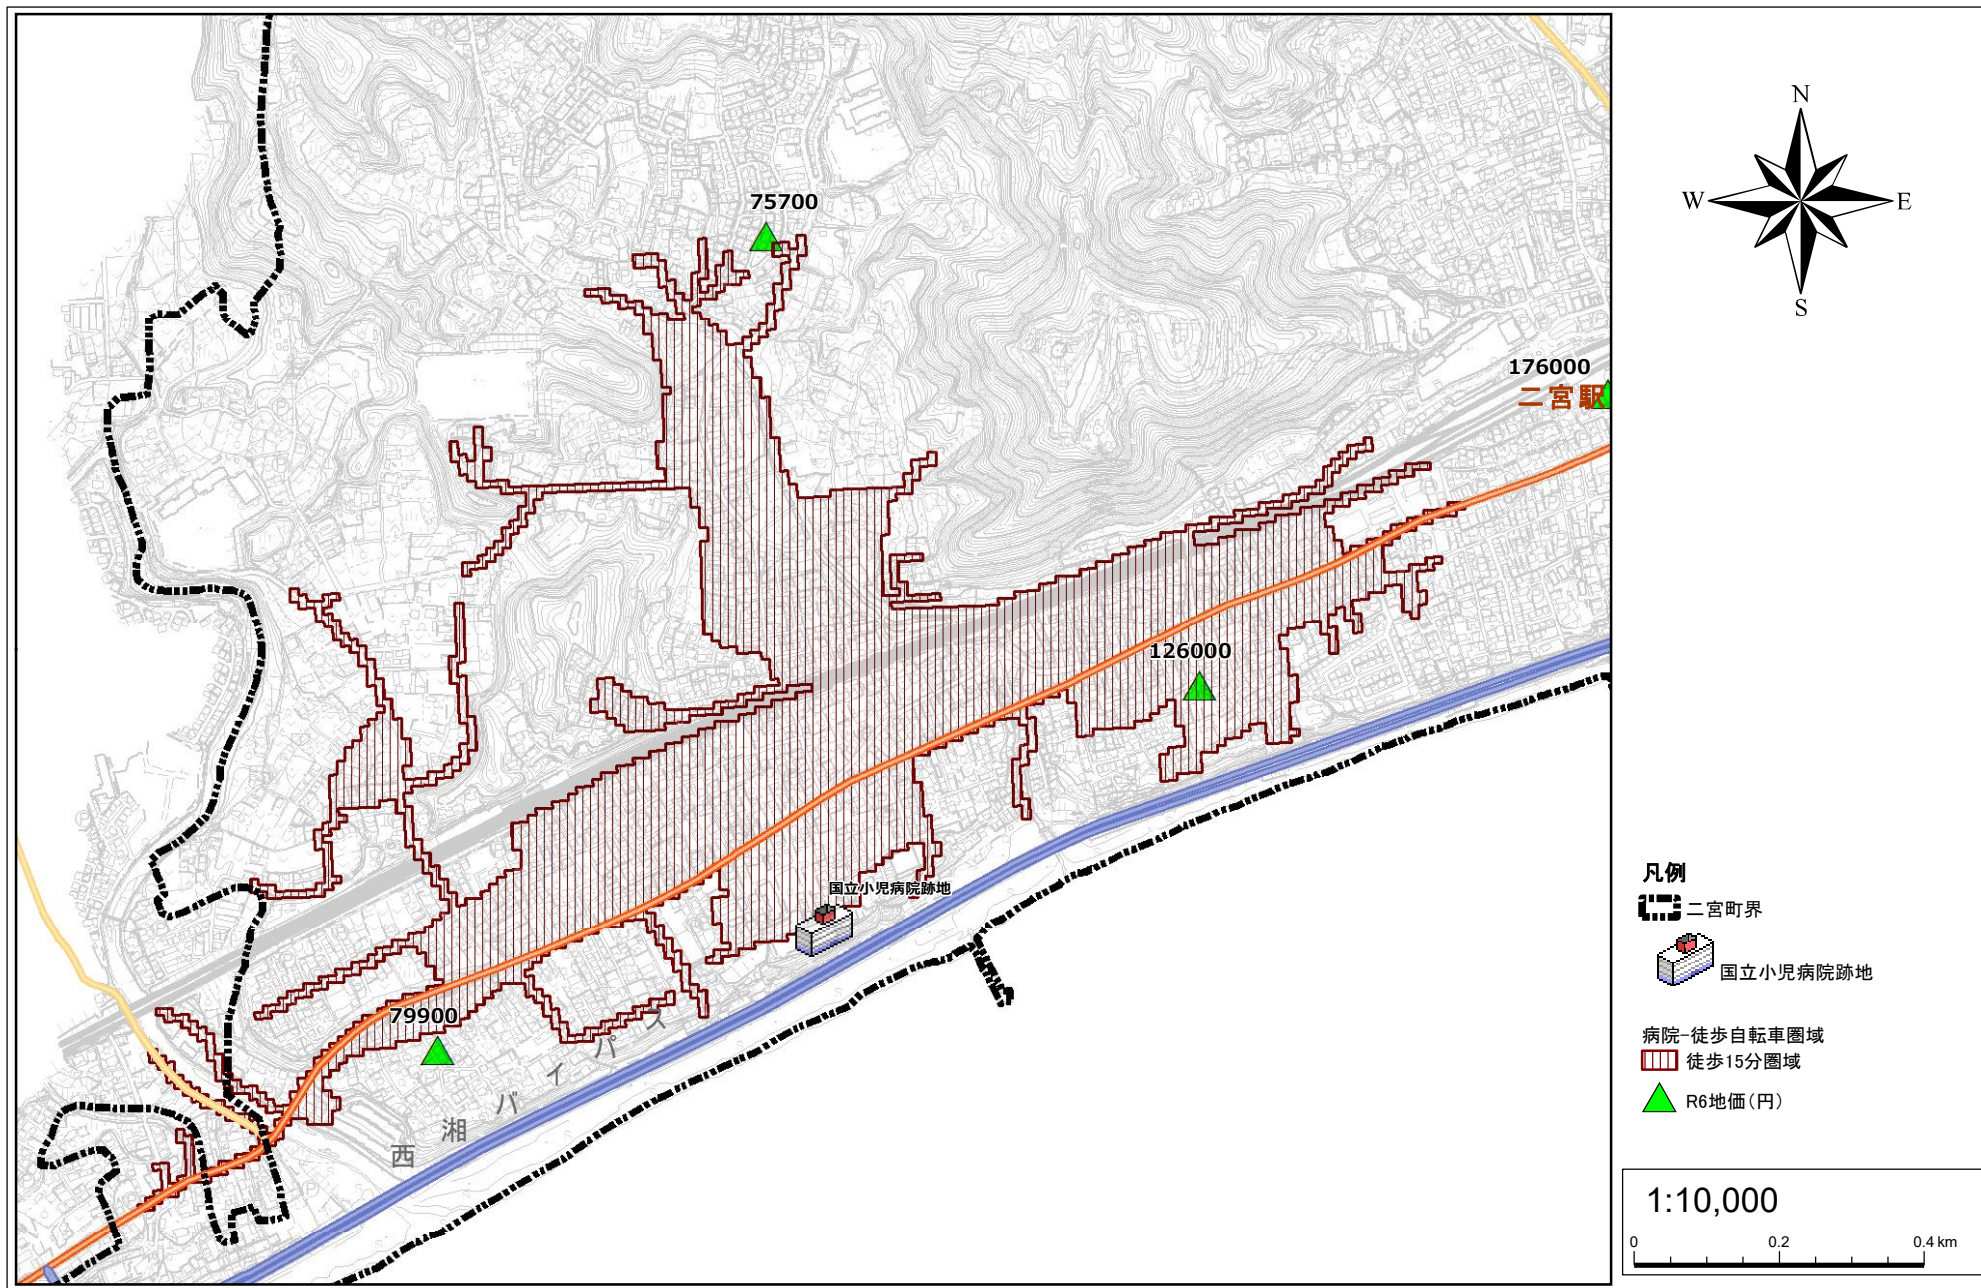 N
W
E
S
75700
176000
二宮駅
126000
国立小児病院跡地
79900
西湘バイパス
凡例
二宮町界
国立小児病院跡地
病院-徒歩自転車圏域
徒歩15分圏域
R6地価(円)
1:10,000
0 0.2 0.4 km